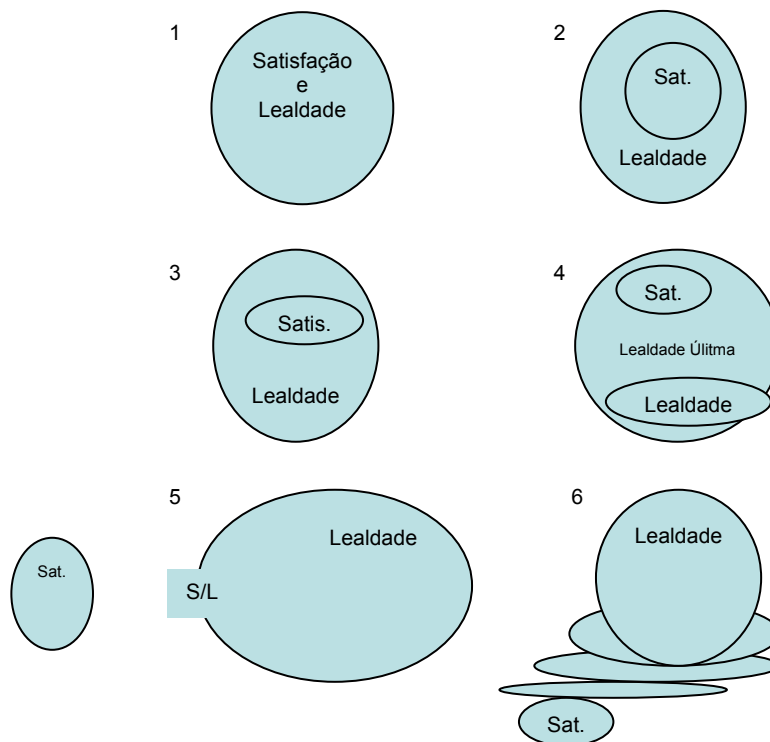 1
Satisfação
e
Lealdade
2
Sat.
Lealdade
3
Satis.
Lealdade
4
Sat.
Lealdade Úlitma
Lealdade
5
Sat.
S/L
Lealdade
6
Lealdade
Sat.